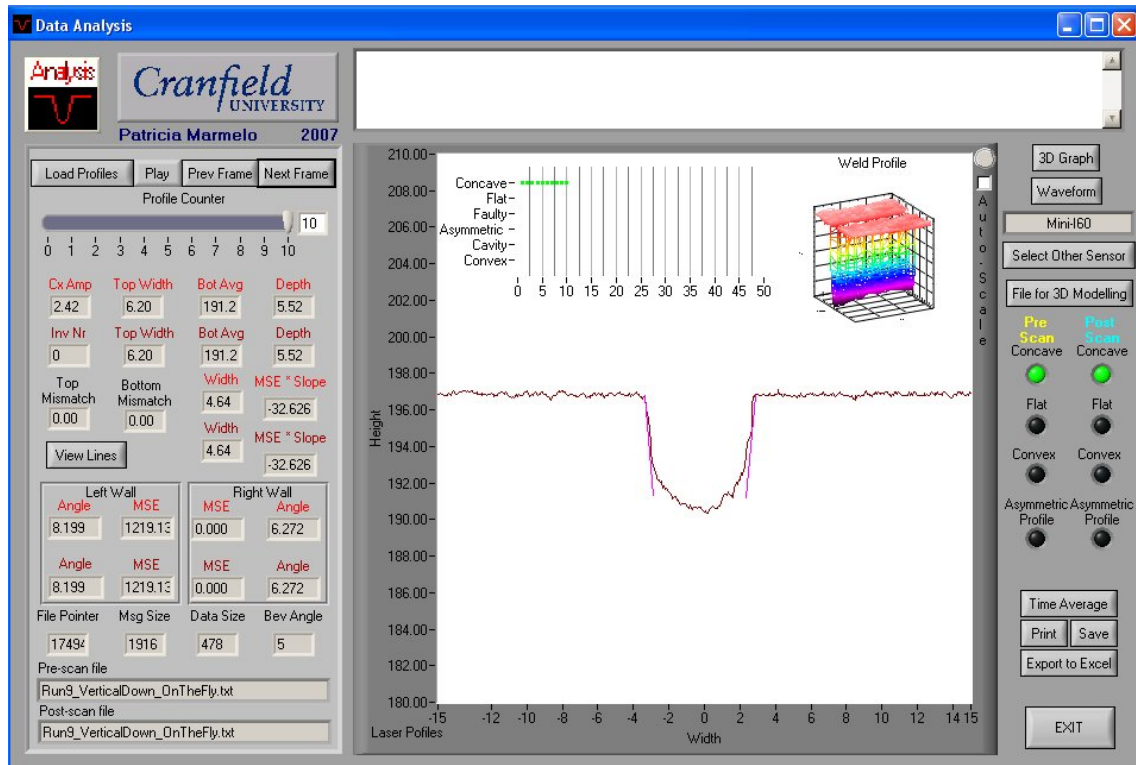 Data Analysis
Analysis
Cranfield
UNIVERSITY
Patricia Marmelo 2007
Load Profiles Play Prev Frame Next Frame
Profile Counter
10
0 1 2 3 4 5 6 7 8 9 10
Cx Amp Top Width Bot Avg Depth
2.42 6.20 191.2 5.52
Inv Nr Top Width Bot Avg Depth
0 6.20 191.2 5.52
Top Mismatch Bottom Mismatch Width MSE * Slope
0.00 0.00 4.64 -32.626
Width MSE * Slope
4.64 -32.626
View Lines
Left Wall Right Wall
Angle MSE MSE Angle
8.199 1219.13 0.000 6.272
Angle MSE MSE Angle
8.199 1219.13 0.000 6.272
File Pointer Msg Size Data Size Bev Angle
17494 1916 478 5
Pre-scan file
Run9_VerticalDown_OnTheFly.txt
Post-scan file
Run9_VerticalDown_OnTheFly.txt
210.00
208.00
206.00
204.00
202.00
200.00
198.00
196.00
194.00
192.00
190.00
188.00
186.00
184.00
182.00
180.00
Height
-15 -12 -10 -8 -6 -4 -2 0 2 4 6 8 10 12 14 15
Laser Pofiles
Width
Concave
Flat
Faulty
Asymmetric
Cavity
Convex
0 5 10 15 20 25 30 35 40 45 50
Weld Profile
Auto-Scale
3D Graph
Waveform
Mini-I60
Select Other Sensor
File for 3D Modelling
Pre Scan Post Scan
Concave Concave
Flat Flat
Convex Convex
Asymmetric Profile Asymmetric Profile
Time Average
Print Save
Export to Excel
EXIT